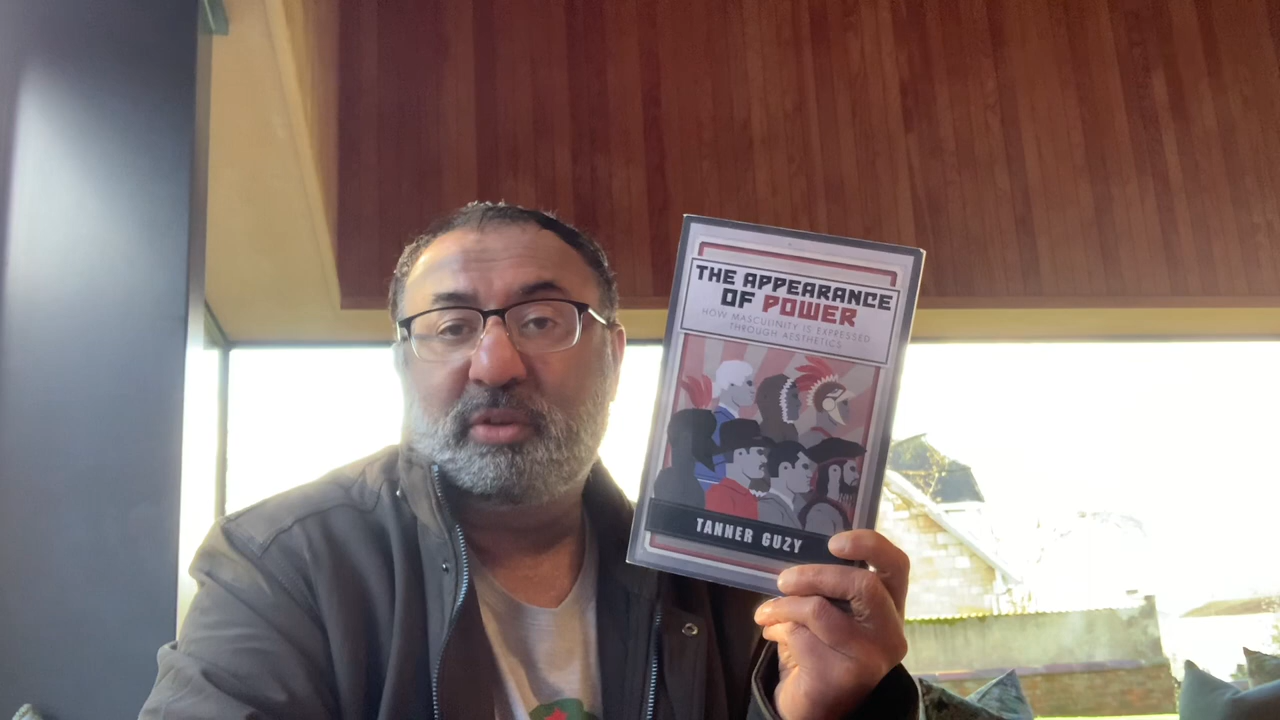 THE APPEARANCE
OF POWER
HOW MASCULINITY IS EXPRESSED
THROUGH AESTHETICS
TANNER GUZY